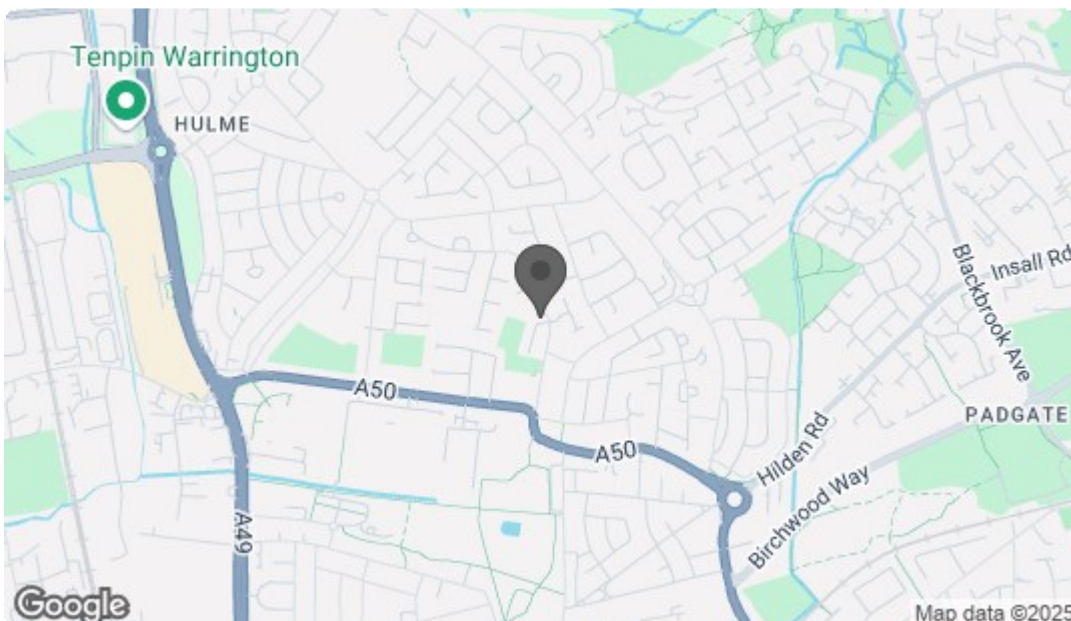 Tenpin Warrington
HULME
Insall Rd
Blackbrook Ave
A50
PADGATE
A50
Hilden Rd
Birchwood Way
A49
Google
Map data ©2025